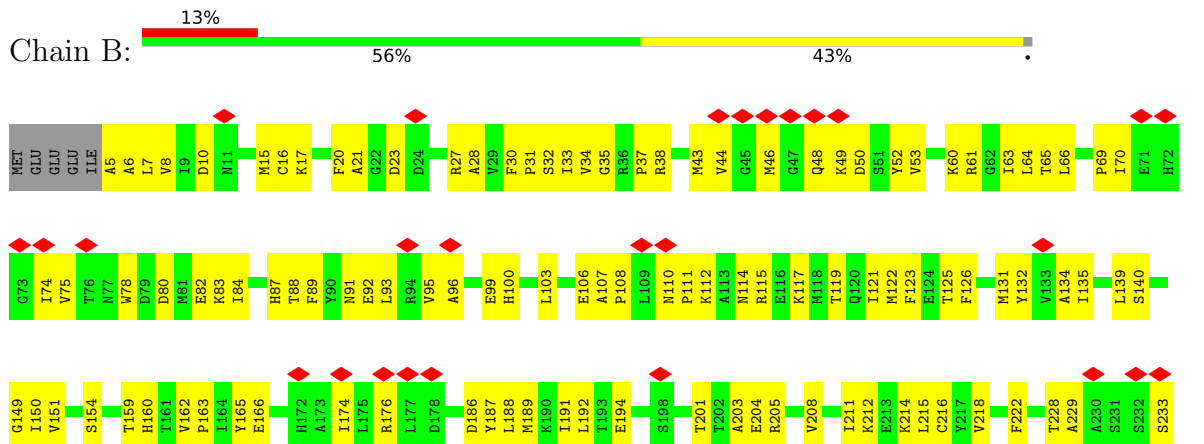 13%
Chain B:
56% 43% •
MET GLU GLU GLU ILE A5 A6 L7 V8 I9 D10 N11 M15 C16 K17 F20 A21 G22 D23 D24 R27 A28 V29 F30 P31 S32 I33 V34 G35 R36 P37 R38 M43 V44 G45 M46 G47 Q48 K49 D50 S51 Y52 V53 K60 R61 G62 I63 L64 T65 L66 P69 I70 E71 H72
G73 I74 V75 T76 N77 W78 D79 D80 M81 E82 K83 I84 H87 T88 F89 Y90 N91 E92 L93 R94 V95 A96 E99 H100 L103 E106 A107 P108 L109 N110 P111 K112 A113 N114 R115 E116 K117 M118 T119 Q120 I121 M122 F123 E124 T125 F126 M131 Y132 V133 A134 I135 L139 S140
G149 I150 V151 S154 T159 H160 T161 V162 P163 I164 Y165 E166 H172 A173 I174 L175 R176 L177 D178 D186 Y187 L188 M189 K190 I191 L192 T193 E194 S198 T201 T202 A203 E204 R205 V208 I211 K212 E213 K214 L215 C216 Y217 V218 F222 T228 A229 A230 S231 S232 S233